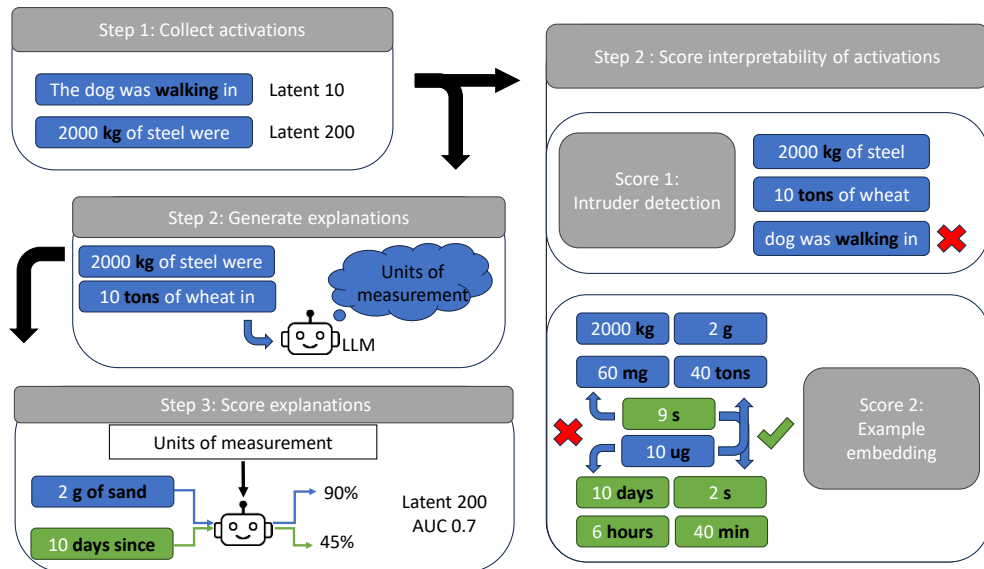 Step 1: Collect activations
The dog was walking in
Latent 10
2000 kg of steel were
Latent 200
Step 2: Generate explanations
2000 kg of steel were
10 tons of wheat in
Units of
measurement
LLM
Step 3: Score explanations
Units of measurement
2 g of sand
90%
10 days since
45%
Latent 200
AUC 0.7
Step 2 : Score interpretability of activations
Score 1:
Intruder detection
2000 kg of steel
10 tons of wheat
dog was walking in
2000 kg
2 g
60 mg
40 tons
9 s
10 ug
10 days
2 s
6 hours
40 min
Score 2:
Example
embedding